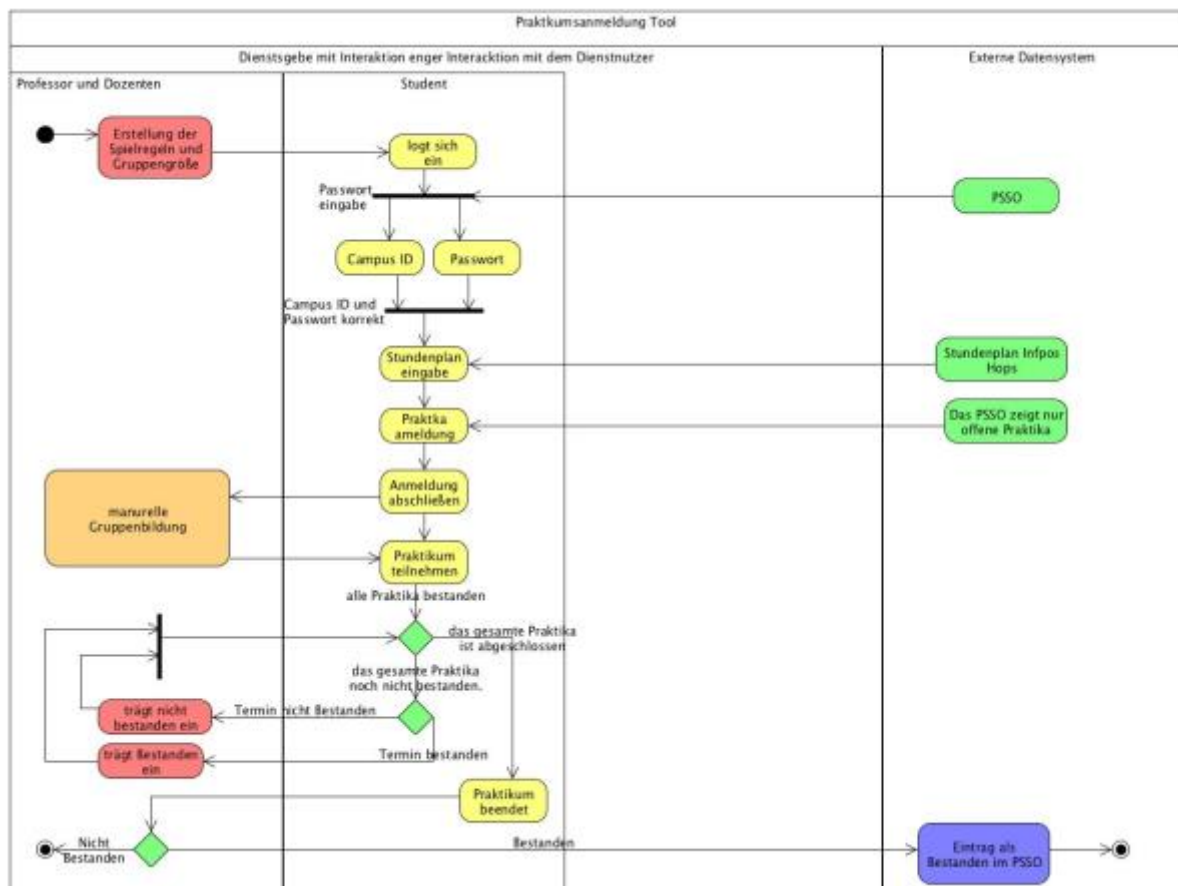 Praktkumsanmeldung Tool
Dienstsgebe mit Interaktion enger Interacktion mit dem Dienstnutzer
Externe Datensystem
Professor und Dozenten
Student
Erstellung der
Spielregeln und
Gruppengröße
logt sich
ein
Passwort
eingabe
PSSO
Campus ID
Passwort
Campus ID und
Passwort korrekt
Stundenplan
eingabe
Stundenplan Infpos
Hops
Praktka
ameldung
Das PSSO zeigt nur
offene Praktika
Anmeldung
abschließen
manurelle
Gruppenbildung
Praktikum
teilnehmen
alle Praktika bestanden
das gesamte Praktika
ist abgeschlossen
das gesamte Praktika
noch nicht bestanden.
trägt nicht
bestanden ein
Termin nicht Bestanden
trägt Bestanden
ein
Termin bestanden
Praktikum
beendet
Nicht
Bestanden
Bestanden
Eintrag als
Bestanden im PSSO